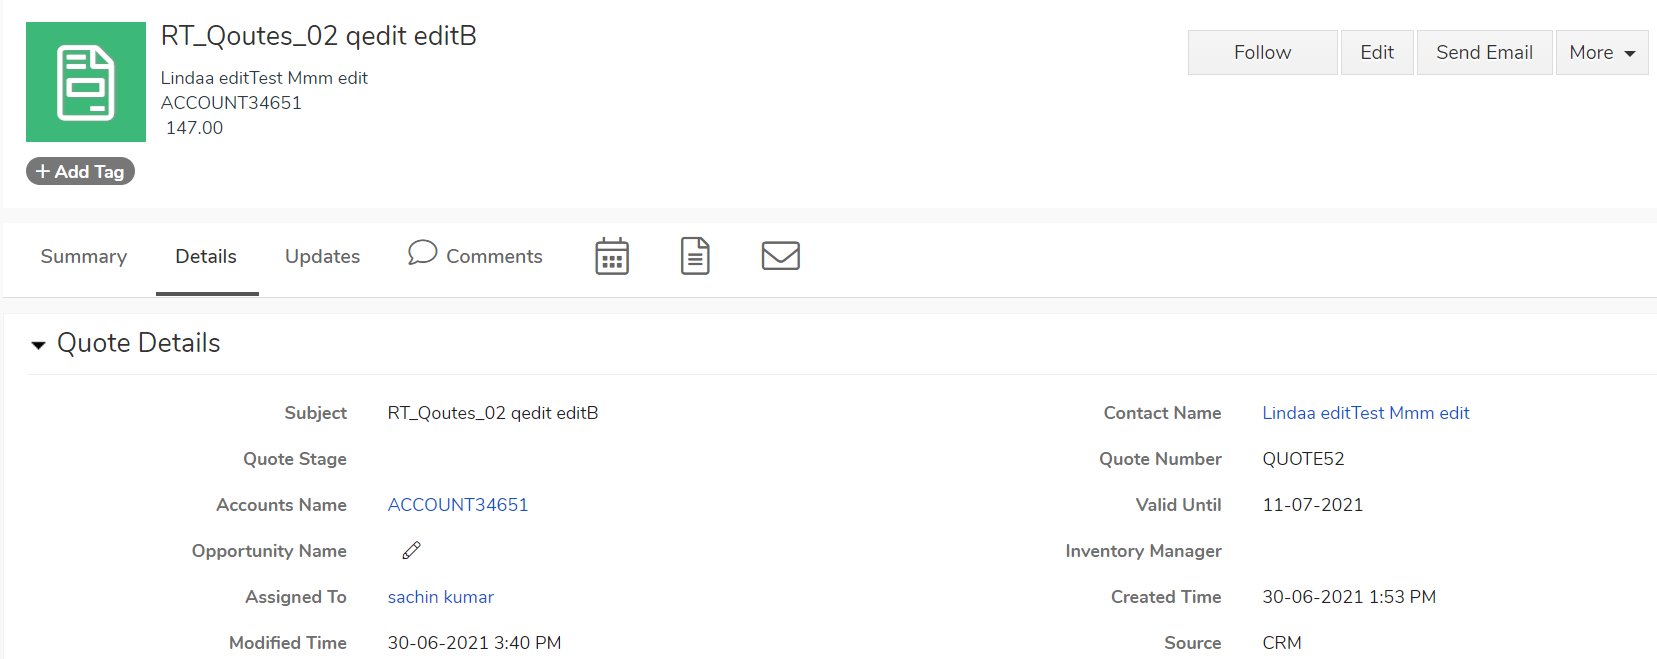 RT_Qoutes_02 qedit editB
Lindaa editTest Mmm edit
ACCOUNT34651
147.00
Follow
Edit
Send Email
More
+ Add Tag
Summary
Details
Updates
Comments
Quote Details
Subject RT_Qoutes_02 qedit editB
Contact Name Lindaa editTest Mmm edit
Quote Stage
Quote Number QUOTE52
Accounts Name ACCOUNT34651
Valid Until 11-07-2021
Opportunity Name
Inventory Manager
Assigned To sachin kumar
Created Time 30-06-2021 1:53 PM
Modified Time 30-06-2021 3:40 PM
Source CRM